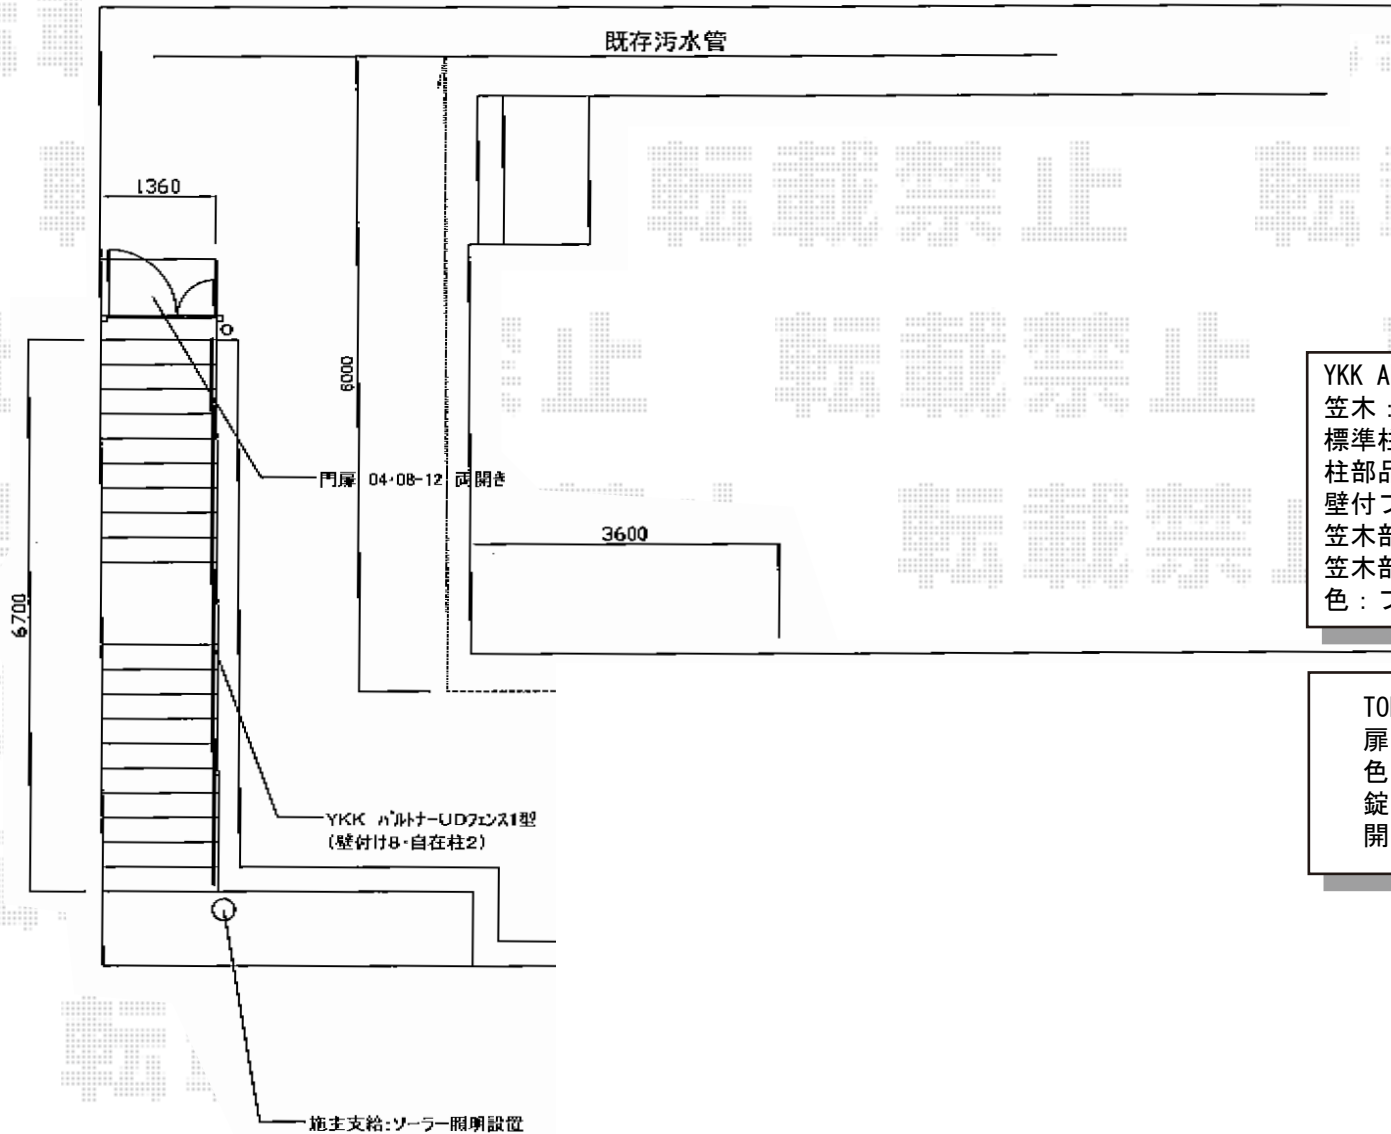 既存汚水管
1360
6000
門扉 04・08-12 両開き
3600
6700
YKK パルトナーUDフェンス1型
(壁付け8・自在柱2)
施主支給:ソーラー照明設置
YKK A
笠木：
標準柱
柱部品
壁付ブ
笠木部
笠木部
色：ブ
扉
色
錠
開
転載禁止
転載禁止
転載禁